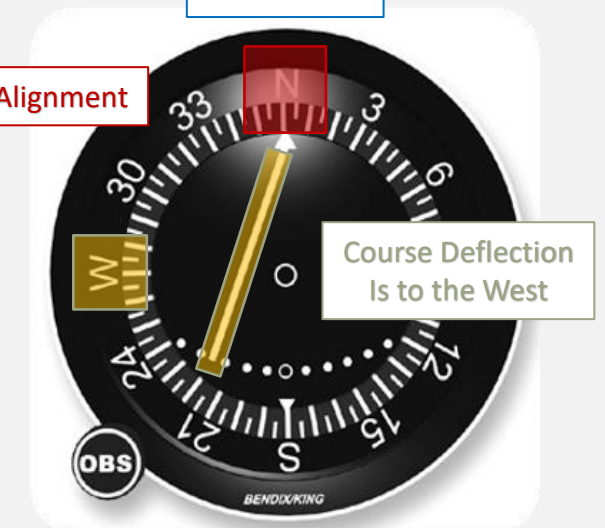 Alignment
N
33
3
30
6
W
Course Deflection
Is to the West
24
12
21
15
S
OBS
BENDIX/KING